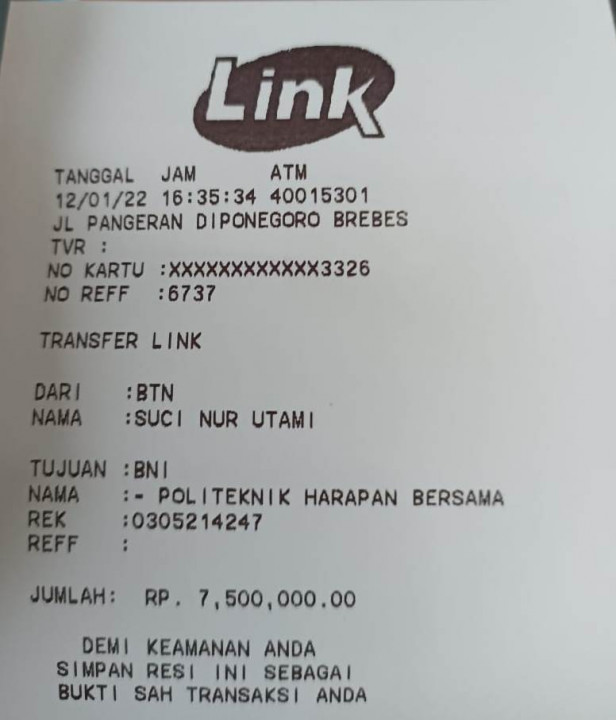 Link
TANGGAL JAM ATM
12/01/22 16:35:34 40015301
JL PANGERAN DIPONEGORO BREBES
TVR :
NO KARTU :XXXXXXXXXXXX3326
NO REFF :6737
TRANSFER LINK
DARI :BTN
NAMA :SUCI NUR UTAMI
TUJUAN :BNI
NAMA :- POLITEKNIK HARAPAN BERSAMA
REK :0305214247
REFF :
JUMLAH: RP. 7,500,000.00
DEMI KEAMANAN ANDA
SIMPAN RESI INI SEBAGAI
BUKTI SAH TRANSAKSI ANDA